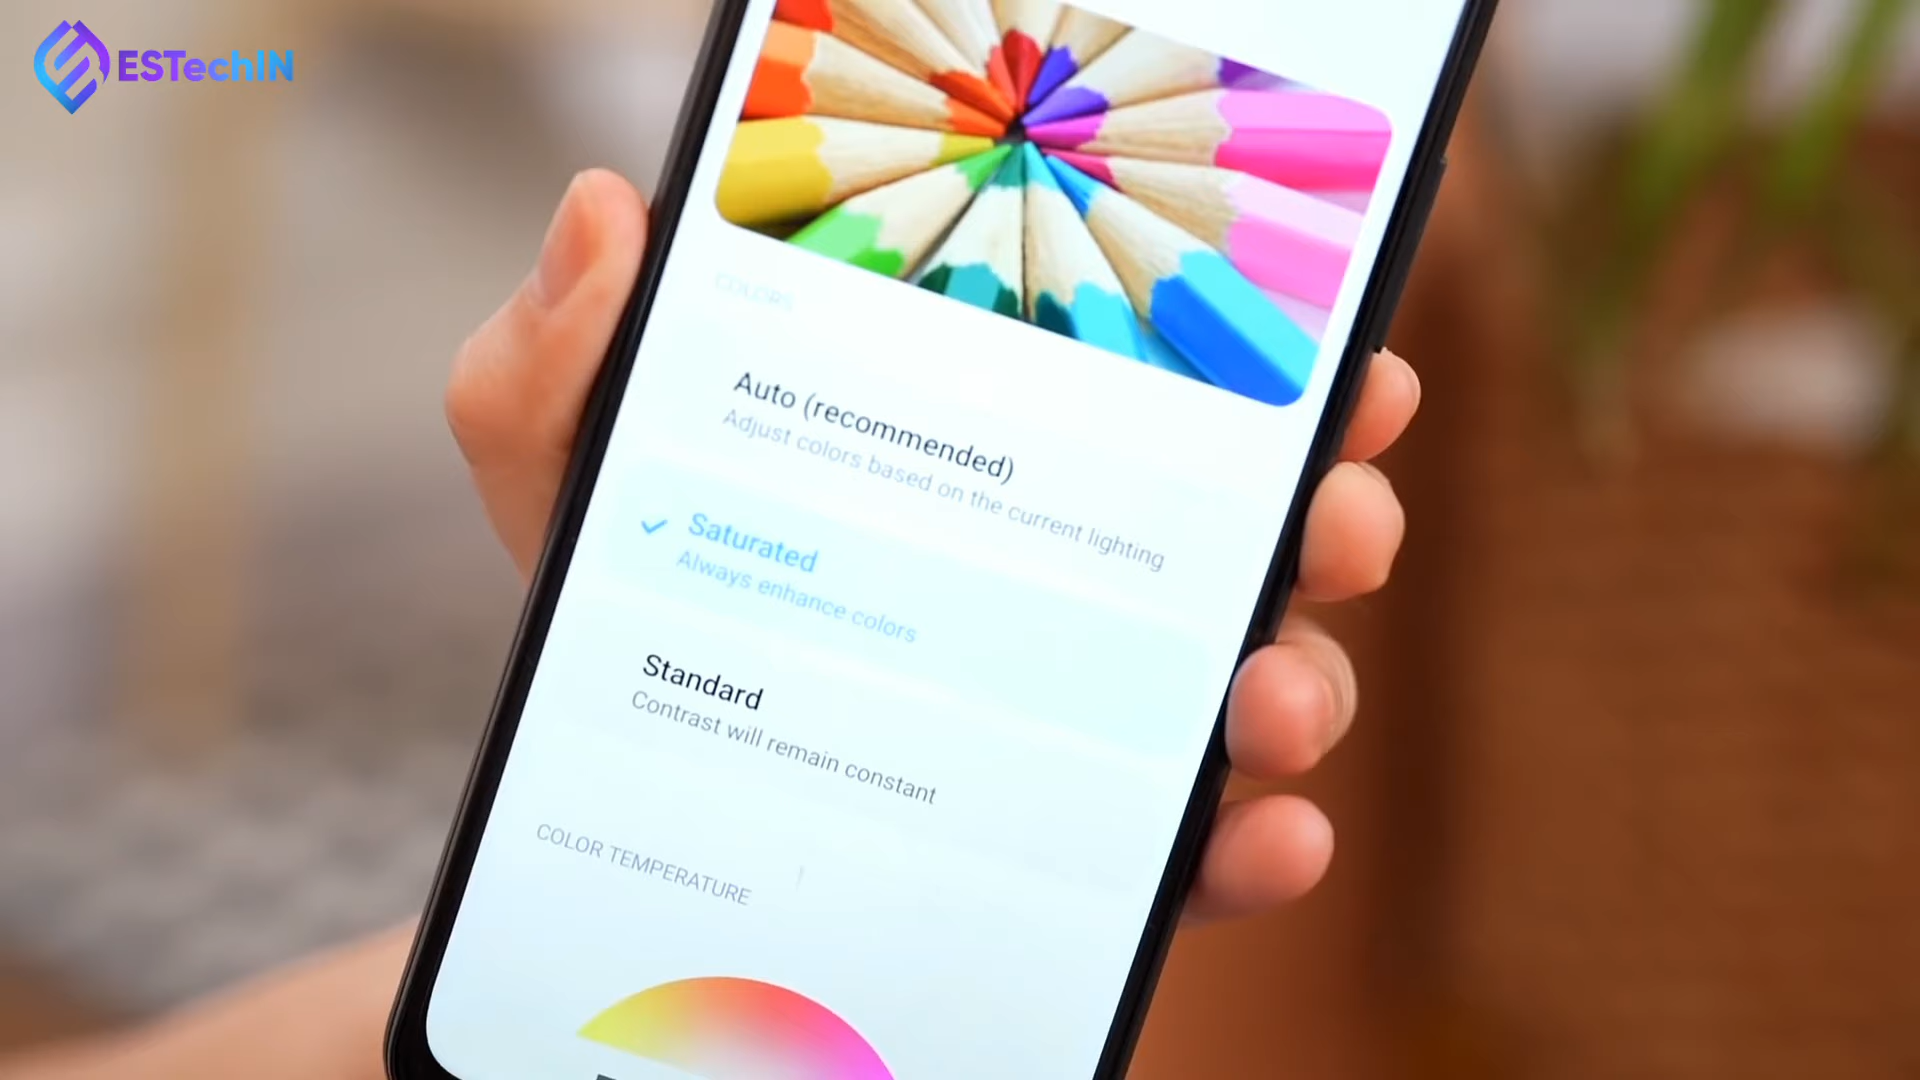 ESTechIN
COLORS
Auto (recommended)
Adjust colors based on the current lighting
Saturated
Always enhance colors
Standard
Contrast will remain constant
COLOR TEMPERATURE